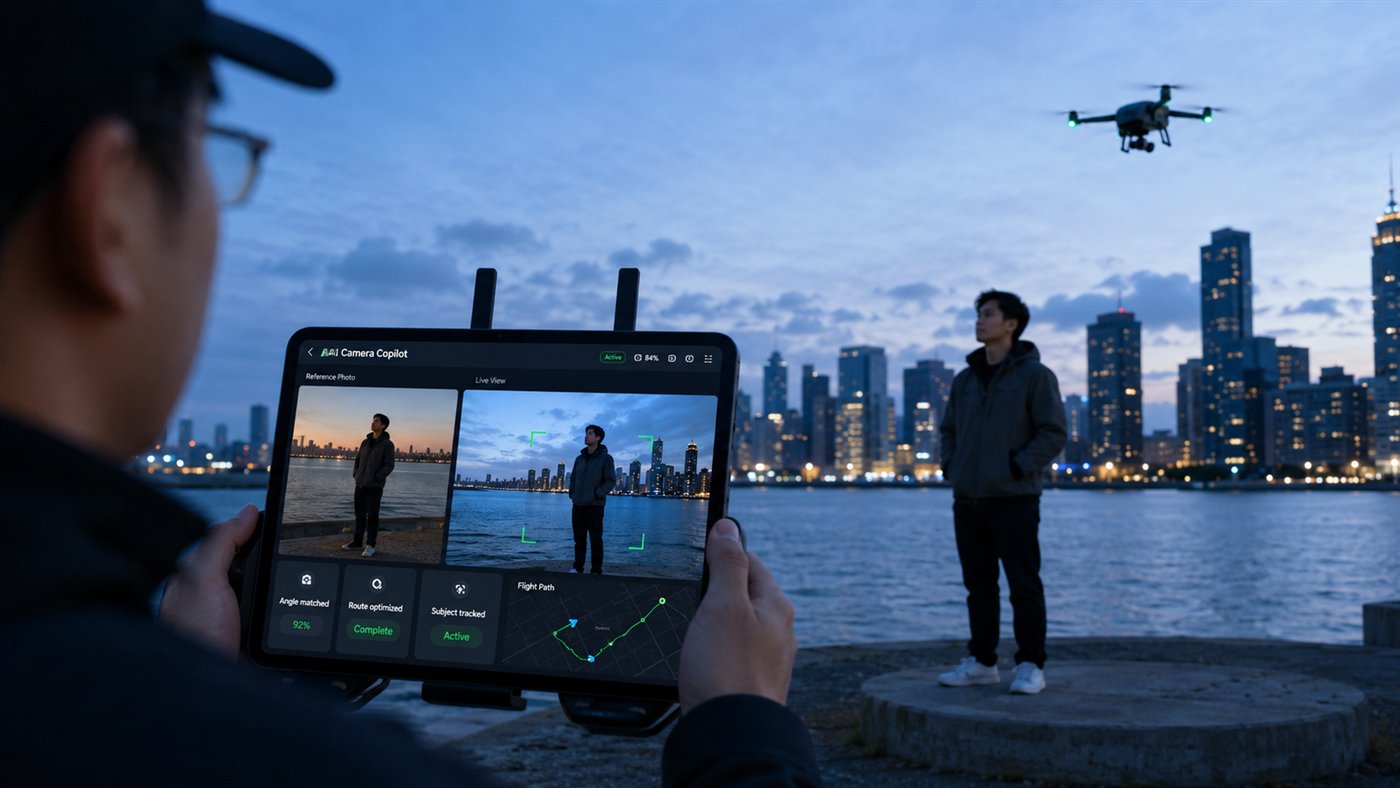 Camera Copilot
Active
84%
Reference Photo
Live View
Angle matched
92%
Route optimized
Complete
Subject tracked
Active
Flight Path